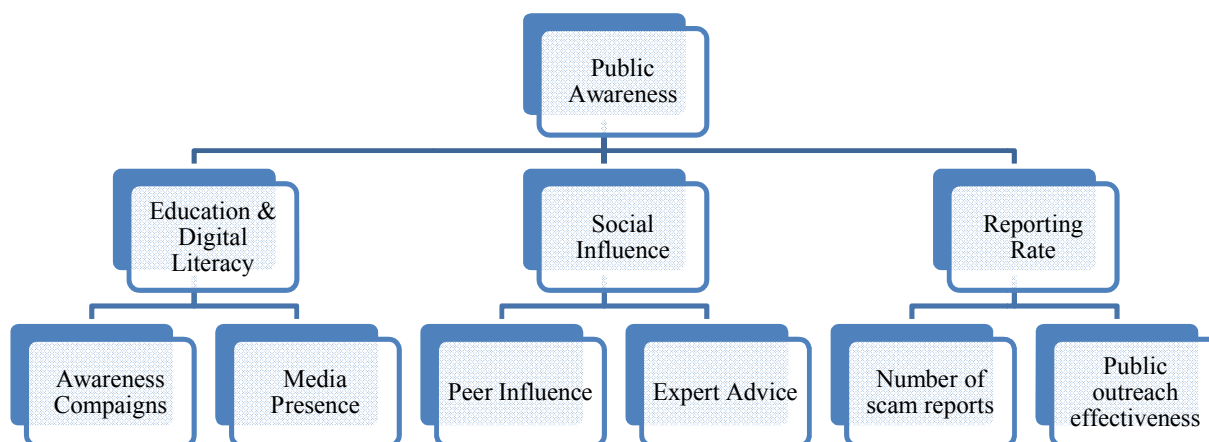 Public
Awareness
Education &
Digital
Literacy
Social
Influence
Reporting
Rate
Awareness
Compaigns
Media
Presence
Peer Influence
Expert Advice
Number of
scam reports
Public
outreach
effectiveness